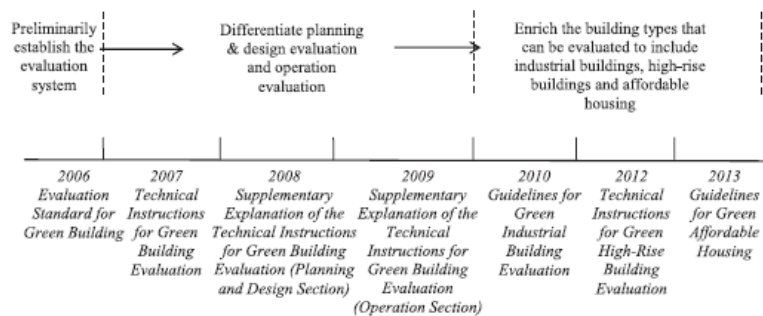 Preliminarily
establish the
evaluation
system
Differentiate planning
& design evaluation
and operation
evaluation
Enrich the building types that
can be evaluated to include
industrial buildings, high-rise
buildings and affordable
housing
2006
Evaluation
Standard for
Green Building
2007
Technical
Instructions
for Green
Building
Evaluation
2008
Supplementary
Explanation of the
Technical Instructions
for Green Building
Evaluation (Planning
and Design Section)
2009
Supplementary
Explanation of the
Technical
Instructions for
Green Building
Evaluation
(Operation Section)
2010
Guidelines for
Green
Industrial
Building
Evaluation
2012
Technical
Instructions
for Green
High-Rise
Building
Evaluation
2013
Guidelines
for Green
Affordable
Housing